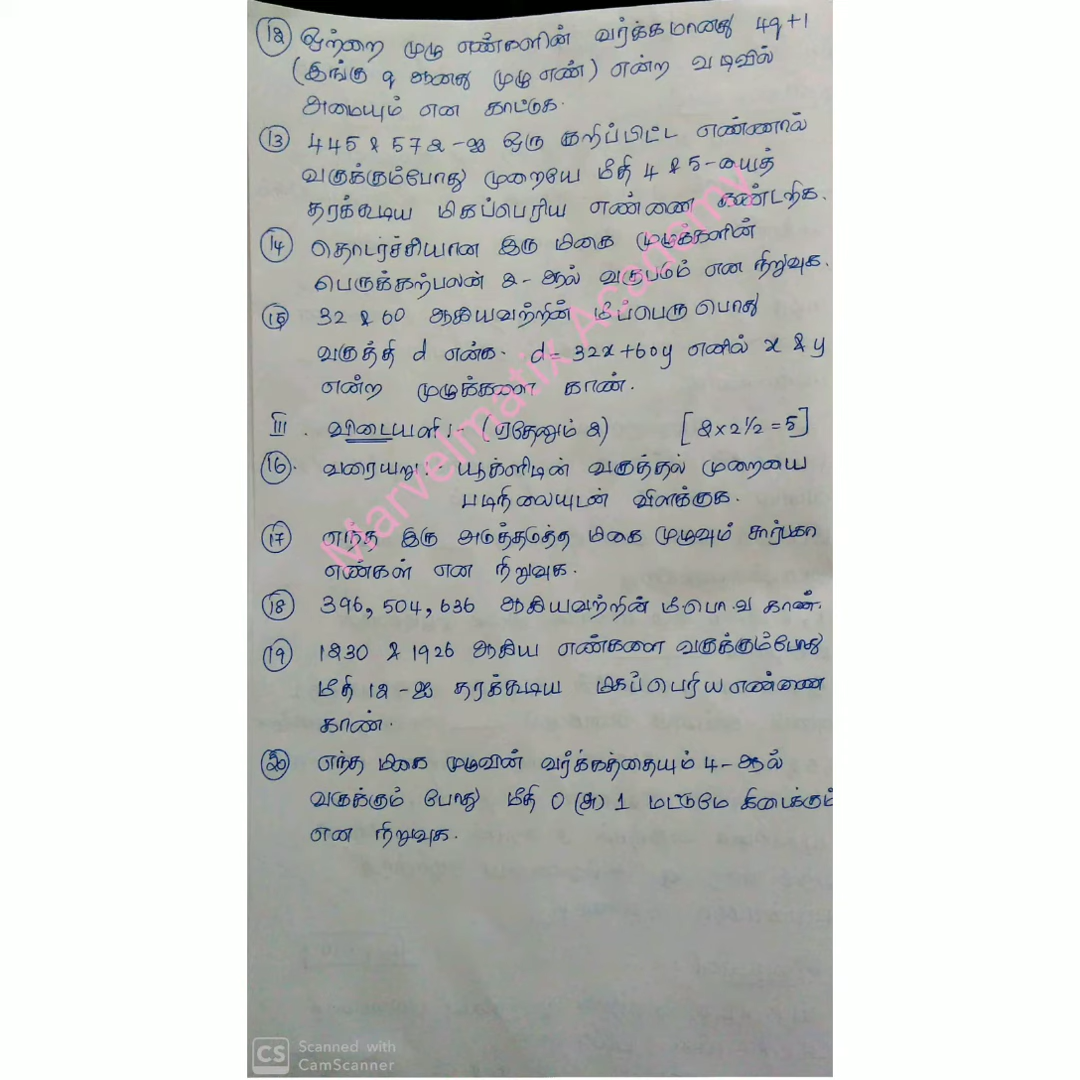 12 ஒற்றை முழு எண்களின் வர்க்கமானது 4q+1
(இங்கு q ஆனது முழு எண்) என்ற வடிவில்
அமையும் என காட்டுக.
13 445 & 572-ஐ ஒரு குறிப்பிட்ட எண்ணால்
வகுக்கும்போது முறையே மீதி 4 & 5-யைத்
தரக்கூடிய மிகப்பெரிய எண்ணை கண்டறிக.
14 தொடர்ச்சியான இரு மிகை முழுக்களின்
பெருக்கற்பலன் 2-ஆல் வகுபடும் என நிறுவுக.
15 32 & 60 ஆகியவற்றின் மீப்பெரு பொது
வகுத்தி d என்க. d = 32x+60y எனில் x & y
என்ற முழுக்களை காண்.
III. விடையளி :- (ஏதேனும் 2) [2×2½=5]
16. வரையறு :- யூக்ளிடின் வகுத்தல் முறையை
படிநிலையுடன் விளக்குக.
17 எந்த இரு அடுத்தடுத்த மிகை முழுவும் சார்பகா
எண்கள் என நிறுவுக.
18 396, 504, 636 ஆகியவற்றின் மீ.பொ.வ காண்.
19 1230 & 1926 ஆகிய எண்களை வகுக்கும்போது
மீதி 12-ஐ தரக்கூடிய மிகப்பெரிய எண்ணை
காண்.
20 எந்த மிகை முழுவின் வர்க்கத்தையும் 4-ஆல்
வகுக்கும் போது மீதி 0 (அ) 1 மட்டுமே கிடைக்கும்
என நிறுவுக.
Marvelmatix Academy
CS Scanned with
CamScanner